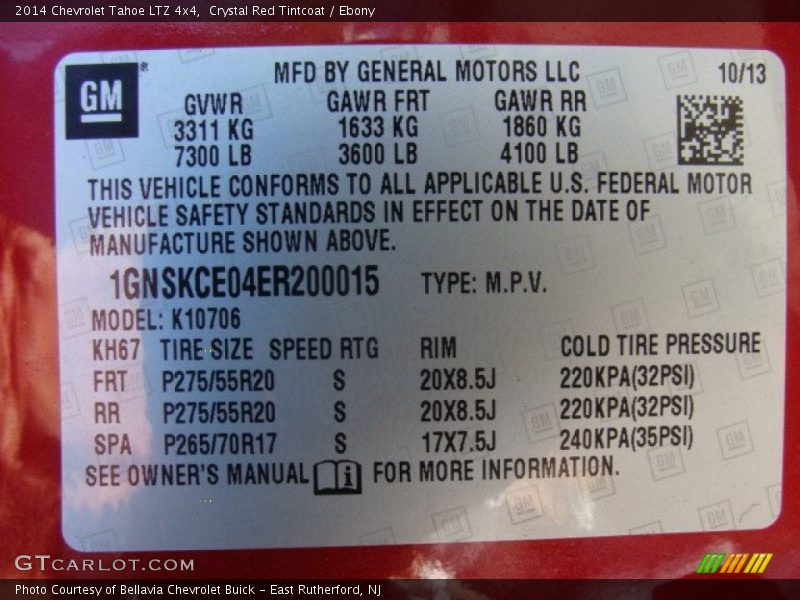 2014 Chevrolet Tahoe LTZ 4x4,  Crystal Red Tintcoat / Ebony
GM ® MFD BY GENERAL MOTORS LLC 10/13
GVWR GAWR FRT GAWR RR
3311 KG 1633 KG 1860 KG
7300 LB 3600 LB 4100 LB
THIS VEHICLE CONFORMS TO ALL APPLICABLE U.S. FEDERAL MOTOR
VEHICLE SAFETY STANDARDS IN EFFECT ON THE DATE OF
MANUFACTURE SHOWN ABOVE.
1GNSKCE04ER200015 TYPE: M.P.V.
MODEL: K10706
KH67 TIRE SIZE SPEED RTG RIM COLD TIRE PRESSURE
FRT P275/55R20 S 20X8.5J 220KPA(32PSI)
RR P275/55R20 S 20X8.5J 220KPA(32PSI)
SPA P265/70R17 S 17X7.5J 240KPA(35PSI)
SEE OWNER'S MANUAL i FOR MORE INFORMATION.
GTCARLOT.COM
Photo Courtesy of Bellavia Chevrolet Buick - East Rutherford, NJ